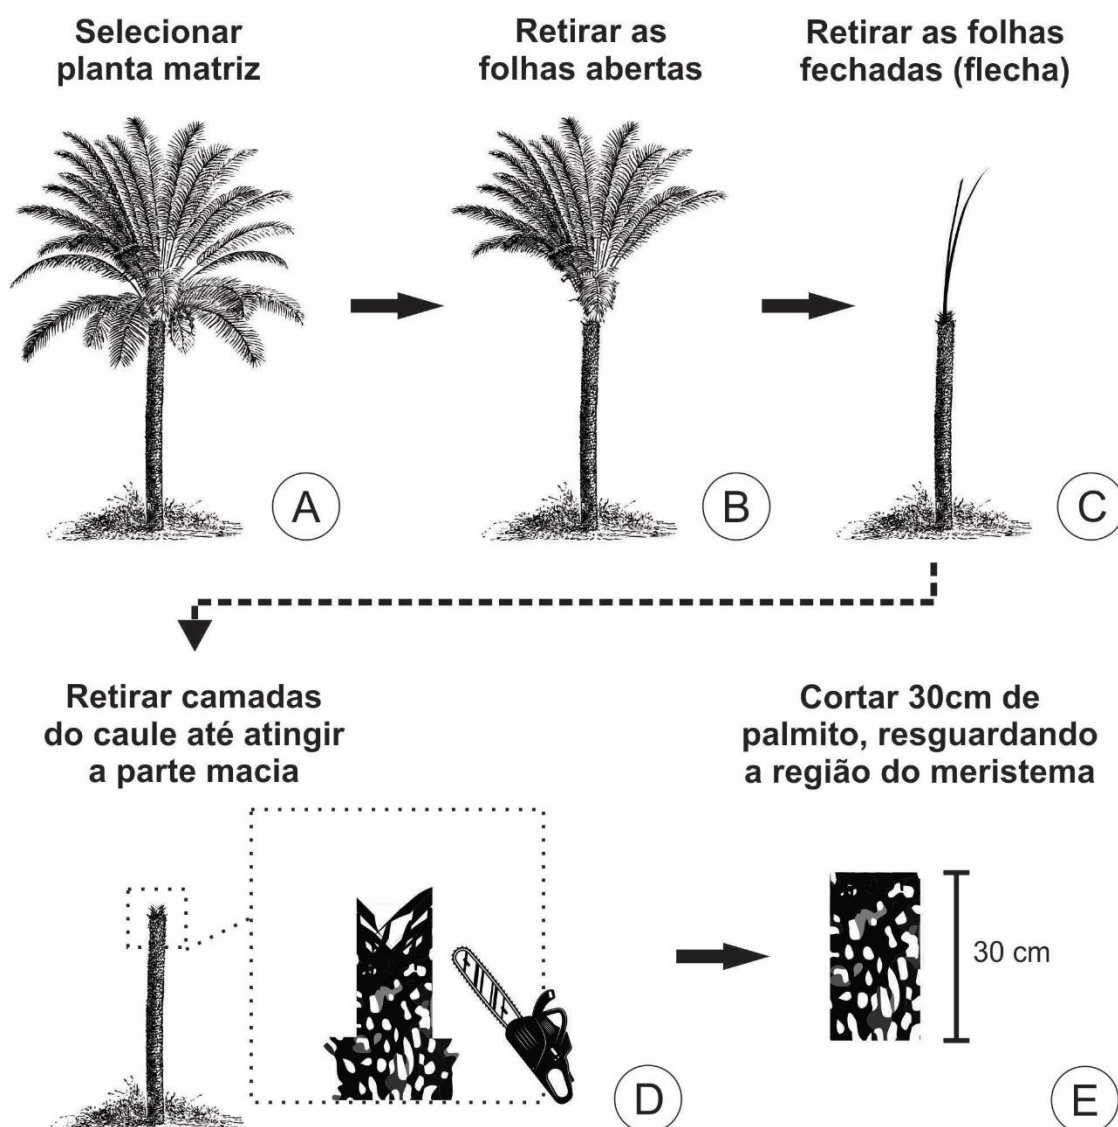 Selecionar
planta matriz
Retirar as
folhas abertas
Retirar as folhas
fechadas (flecha)
A
B
C
Retirar camadas
do caule até atingir
a parte macia
Cortar 30cm de
palmito, resguardando
a região do meristema
30 cm
D
E